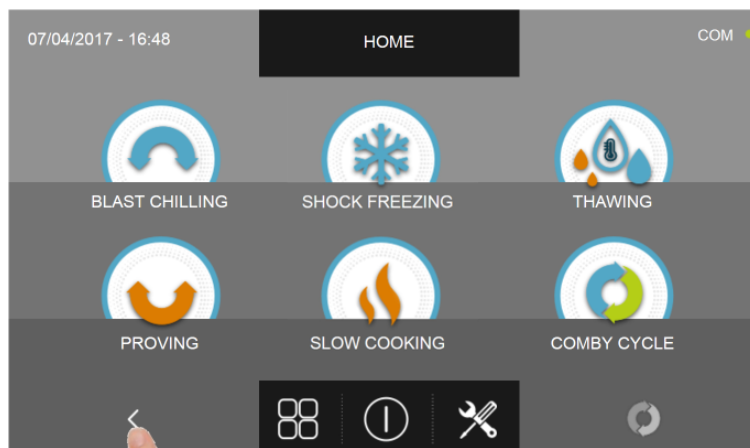 07/04/2017 - 16:48
HOME
COM
BLAST CHILLING
SHOCK FREEZING
THAWING
PROVING
SLOW COOKING
COMBY CYCLE